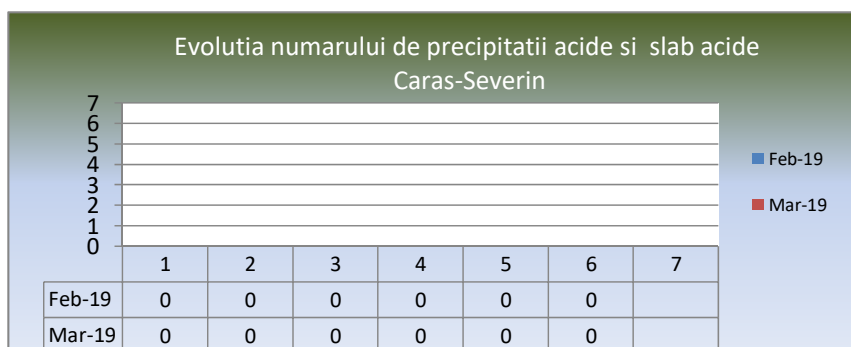 Evolutia numarului de precipitatii acide si slab acide
Caras-Severin
7
6
5
4
3
2
1
0
Feb-19
Mar-19
1 2 3 4 5 6 7
Feb-19 0 0 0 0 0 0
Mar-19 0 0 0 0 0 0